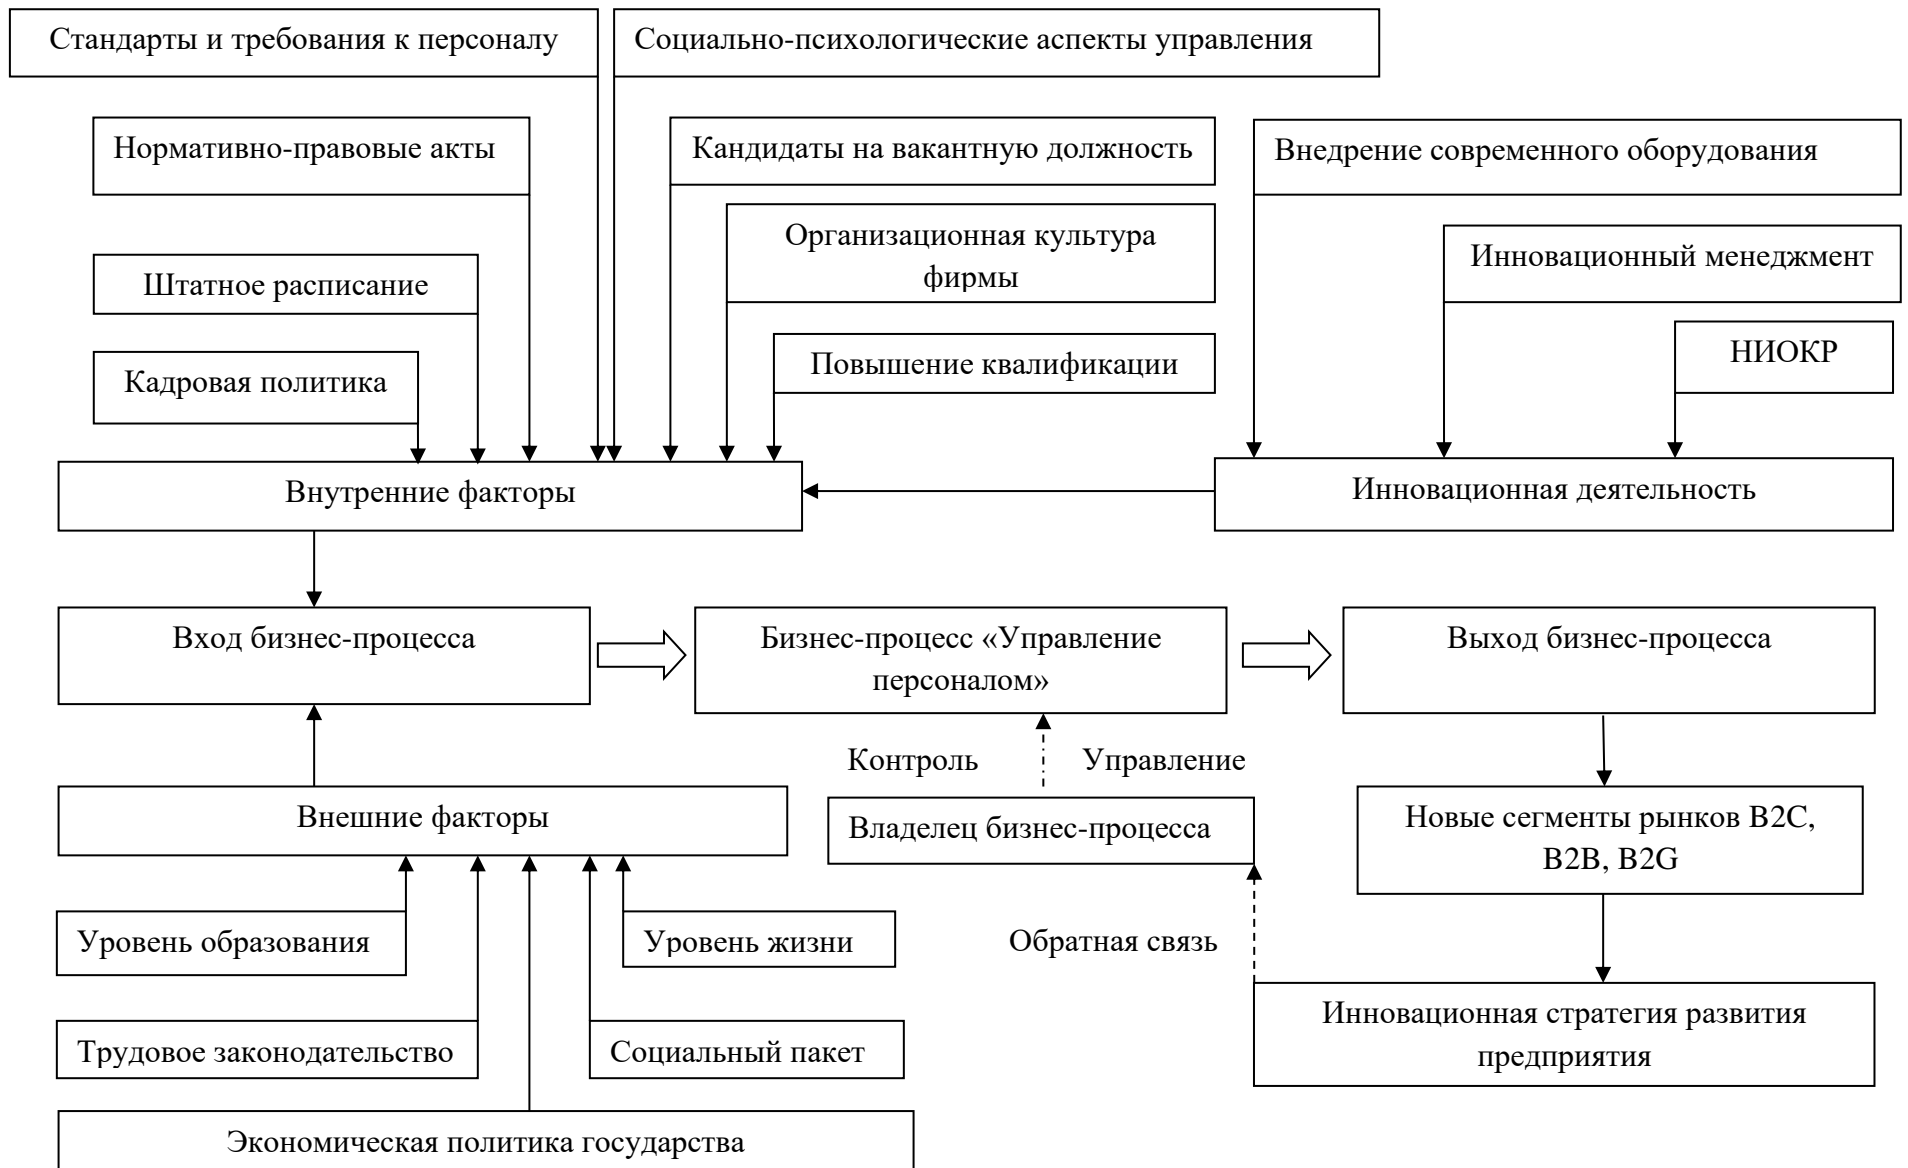 Стандарты и требования к персоналу
Социально-психологические аспекты управления
Нормативно-правовые акты
Кандидаты на вакантную должность
Внедрение современного оборудования
Организационная культура
фирмы
Инновационный менеджмент
Штатное расписание
Повышение квалификации
НИОКР
Кадровая политика
Внутренние факторы
Инновационная деятельность
Вход бизнес-процесса
Бизнес-процесс «Управление
персоналом»
Выход бизнес-процесса
Контроль
Управление
Внешние факторы
Владелец бизнес-процесса
Новые сегменты рынков B2C,
B2B, B2G
Уровень образования
Уровень жизни
Обратная связь
Трудовое законодательство
Социальный пакет
Инновационная стратегия развития
предприятия
Экономическая политика государства